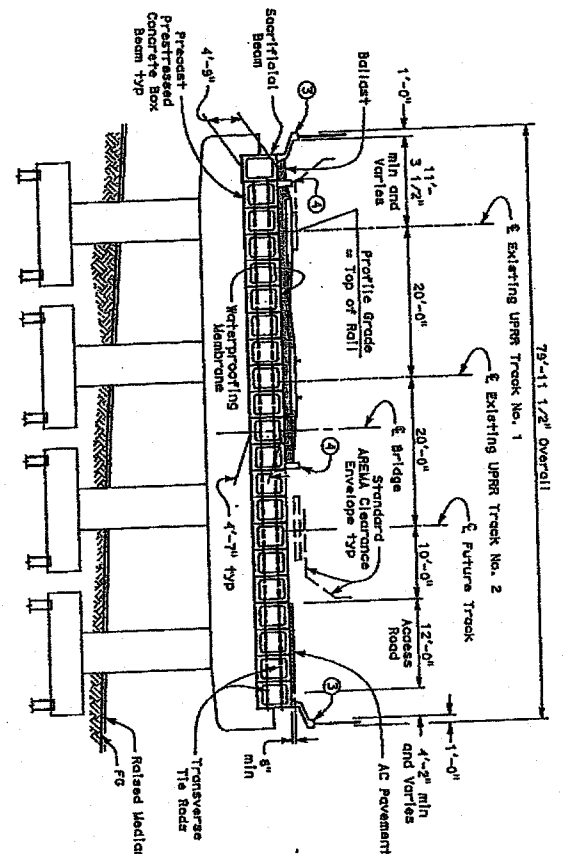 79'-11 1/2" Overall
℄ Existing UPRR Track No. 1
℄ Existing UPRR Track No. 2
℄ Future Track
1'-0"
11'-
3 1/2"
min and
Varies
20'-0"
20'-0"
10'-0"
12'-0"
Access
Road
4'-2" min
and Varies
1'-0"
3
Ballast
Sacrificial
Beam
4'-9"
Precast
Prestressed
Concrete Box
Beam typ
4
Profile Grade
= Top of Rail
Waterproofing
Membrane
℄ Bridge
4
Standard
AREMA Clearance
Envelope typ
4'-7" typ
3
AC Pavement
min
Transverse
Tie Rods
Raised Median
FG